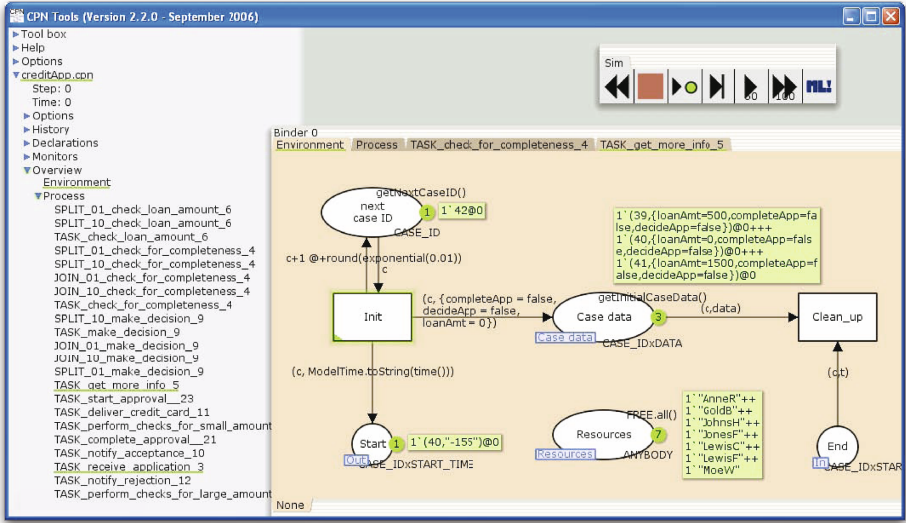 CPN Tools (Version 2.2.0 - September 2006)
Tool box
Help
Options
creditApp.cpn
Step: 0
Time: 0
Options
History
Declarations
Monitors
Overview
Environment
Process
SPLIT_01_check_loan_amount_6
SPLIT_10_check_loan_amount_6
TASK_check_loan_amount_6
SPLIT_01_check_for_completeness_4
SPLIT_10_check_for_completeness_4
JOIN_01_check_for_completeness_4
JOIN_10_check_for_completeness_4
TASK_check_for_completeness_4
SPLIT_10_make_decision_9
TASK_make_decision_9
JOIN_01_make_decision_9
JOIN_10_make_decision_9
SPLIT_01_make_decision_9
TASK_get_more_info_5
TASK_start_approval__23
TASK_deliver_credit_card_11
TASK_perform_checks_for_small_amount
TASK_complete_approval__21
TASK_notify_acceptance_10
TASK_receive_application_3
TASK_notify_rejection_12
TASK_perform_checks_for_large_amount
Sim
50 100 ML!
Binder 0
Environment Process TASK_check_for_completeness_4 TASK_get_more_info_5
getNextCaseID()
next
case ID
1
1`42@0
CASE_ID
c+1 @+round(exponential(0.01))
c
1`(39,{loanAmt=500,completeApp=fa
lse,decideApp=false})@0+++
1`(40,{loanAmt=0,completeApp=fals
e,decideApp=false})@0+++
1`(41,{loanAmt=1500,completeApp=f
alse,decideApp=false})@0
Init
(c, {completeApp = false,
decideApp = false,
loanAmt = 0})
getInitialCaseData()
Case data
3
Case data
CASE_IDxDATA
(c,data)
Clean_up
(c, ModelTime.toString(time()))
(c,t)
Start
1
1`(40,"-155")@0
Out
CASE_IDxSTART_TIME
FREE.all()
Resources
7
Resources
ANYBODY
1`"AnneR"++
1`"GoldB"++
1`"JohnsH"++
1`"JonesF"++
1`"LewisC"++
1`"LewisF"++
1`"MoeW"
End
In
CASE_IDxSTAR
None